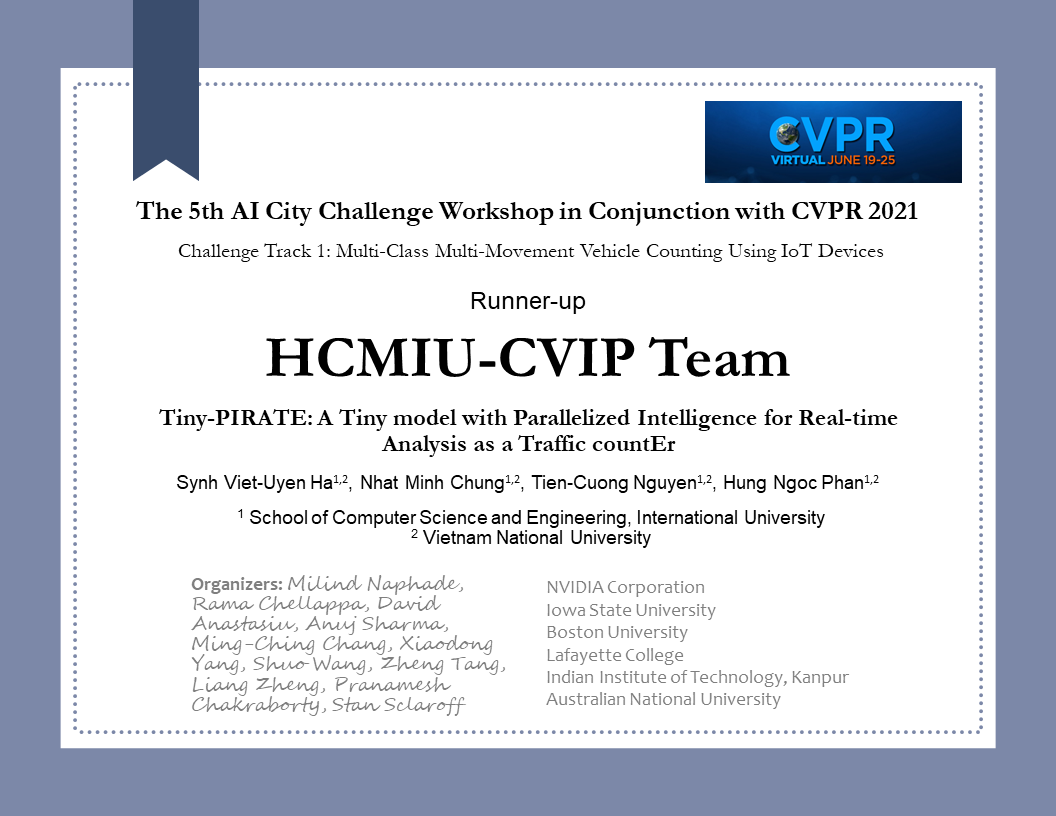 CVPR
VIRTUAL JUNE 19-25
The 5th AI City Challenge Workshop in Conjunction with CVPR 2021
Challenge Track 1: Multi-Class Multi-Movement Vehicle Counting Using IoT Devices
Runner-up
HCMIU-CVIP Team
Tiny-PIRATE: A Tiny model with Parallelized Intelligence for Real-time
Analysis as a Traffic countEr
Synh Viet-Uyen Ha1,2, Nhat Minh Chung1,2, Tien-Cuong Nguyen1,2, Hung Ngoc Phan1,2
1 School of Computer Science and Engineering, International University
2 Vietnam National University
Organizers: Milind Naphade,
Rama Chellappa, David
Anastasiu, Anuj Sharma,
Ming-Ching Chang, Xiaodong
Yang, Shuo Wang, Zheng Tang,
Liang Zheng, Pranamesh
Chakraborty, Stan Sclaroff
NVIDIA Corporation
Iowa State University
Boston University
Lafayette College
Indian Institute of Technology, Kanpur
Australian National University